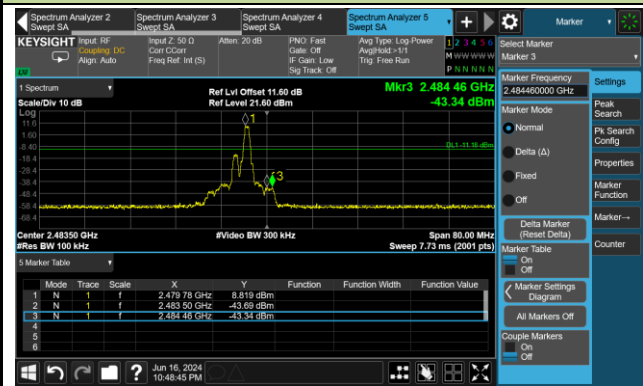 Spectrum Analyzer 2
Swept SA
Spectrum Analyzer 3
Swept SA
Spectrum Analyzer 4
Swept SA
Spectrum Analyzer 5
Swept SA
Marker
KEYSIGHT
Input: RF
Coupling: DC
Align: Auto
Input Z: 50 Ω
Corr CCorr
Freq Ref: Int (S)
Atten: 20 dB
PNO: Fast
Gate: Off
IF Gain: Low
Sig Track: Off
Avg Type: Log-Power
Avg|Hold:>1/1
Trig: Free Run
1 2 3 4 5 6
M W W W W W
P N N N N N
LXI
Select Marker
Marker 3
1 Spectrum
Scale/Div 10 dB
Ref Lvl Offset 11.60 dB
Ref Level 21.60 dBm
Mkr3 2.484 46 GHz
-43.34 dBm
Log
11.6
1.60
-8.40
-18.4
-28.4
-38.4
-48.4
-58.4
-68.4
1
3
DL1 -11.18 dBm
Center 2.48350 GHz
#Res BW 100 kHz
#Video BW 300 kHz
Span 80.00 MHz
Sweep 7.73 ms (2001 pts)
5 Marker Table
Mode Trace Scale X Y Function Function Width Function Value
1 N 1 f 2.479 78 GHz 8.819 dBm
2 N 1 f 2.483 50 GHz -43.69 dBm
3 N 1 f 2.484 46 GHz -43.34 dBm
4
5
6
Marker Frequency
2.484460000 GHz
Marker Mode
Normal
Delta (Δ)
Fixed
Off
Delta Marker
(Reset Delta)
Marker Table
On
Off
Marker Settings
Diagram
All Markers Off
Couple Markers
On
Off
Settings
Peak
Search
Pk Search
Config
Properties
Marker
Function
Marker→
Counter
Jun 16, 2024
10:48:45 PM